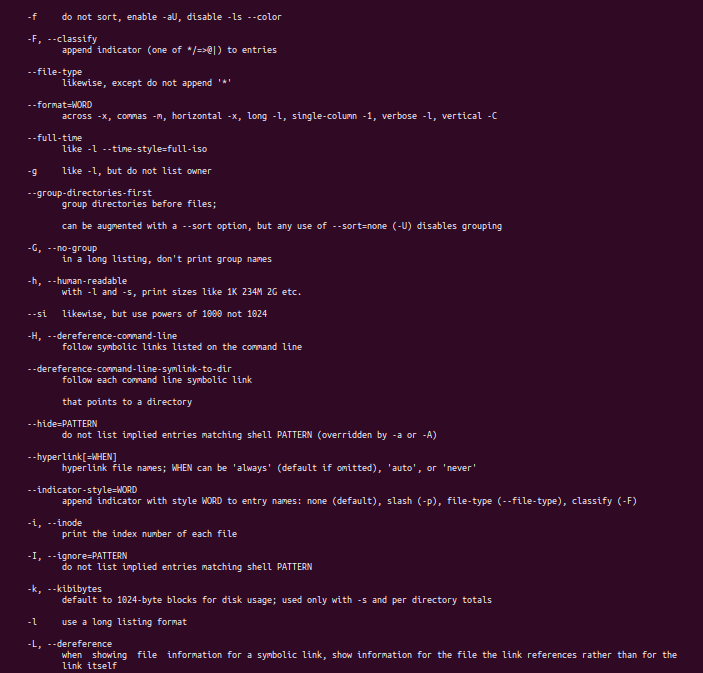 -f     do not sort, enable -aU, disable -ls --color
-F, --classify
append indicator (one of */=>@|) to entries
--file-type
likewise, except do not append '*'
--format=WORD
across -x, commas -m, horizontal -x, long -l, single-column -1, verbose -l, vertical -C
--full-time
like -l --time-style=full-iso
-g     like -l, but do not list owner
--group-directories-first
group directories before files;
can be augmented with a --sort option, but any use of --sort=none (-U) disables grouping
-G, --no-group
in a long listing, don't print group names
-h, --human-readable
with -l and -s, print sizes like 1K 234M 2G etc.
--si   likewise, but use powers of 1000 not 1024
-H, --dereference-command-line
follow symbolic links listed on the command line
--dereference-command-line-symlink-to-dir
follow each command line symbolic link
that points to a directory
--hide=PATTERN
do not list implied entries matching shell PATTERN (overridden by -a or -A)
--hyperlink[=WHEN]
hyperlink file names; WHEN can be 'always' (default if omitted), 'auto', or 'never'
--indicator-style=WORD
append indicator with style WORD to entry names: none (default), slash (-p), file-type (--file-type), classify (-F)
-i, --inode
print the index number of each file
-I, --ignore=PATTERN
do not list implied entries matching shell PATTERN
-k, --kibibytes
default to 1024-byte blocks for disk usage; used only with -s and per directory totals
-l     use a long listing format
-L, --dereference
when  showing  file  information for a symbolic link, show information for the file the link references rather than for the
link itself